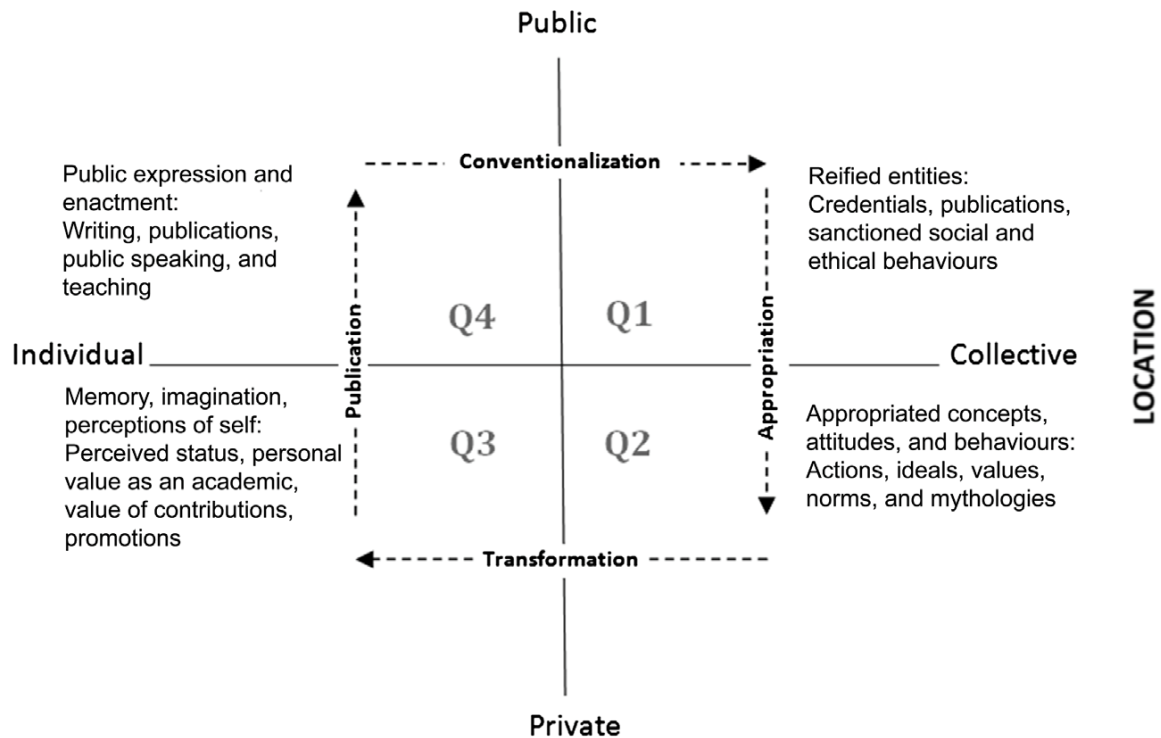 Public
Conventionalization
Public expression and
enactment:
Writing, publications,
public speaking, and
teaching
Reified entities:
Credentials, publications,
sanctioned social and
ethical behaviours
Q4
Q1
Publication
Appropriation
LOCATION
Individual
Collective
Memory, imagination,
perceptions of self:
Perceived status, personal
value as an academic,
value of contributions,
promotions
Q3
Q2
Appropriated concepts,
attitudes, and behaviours:
Actions, ideals, values,
norms, and mythologies
Transformation
Private